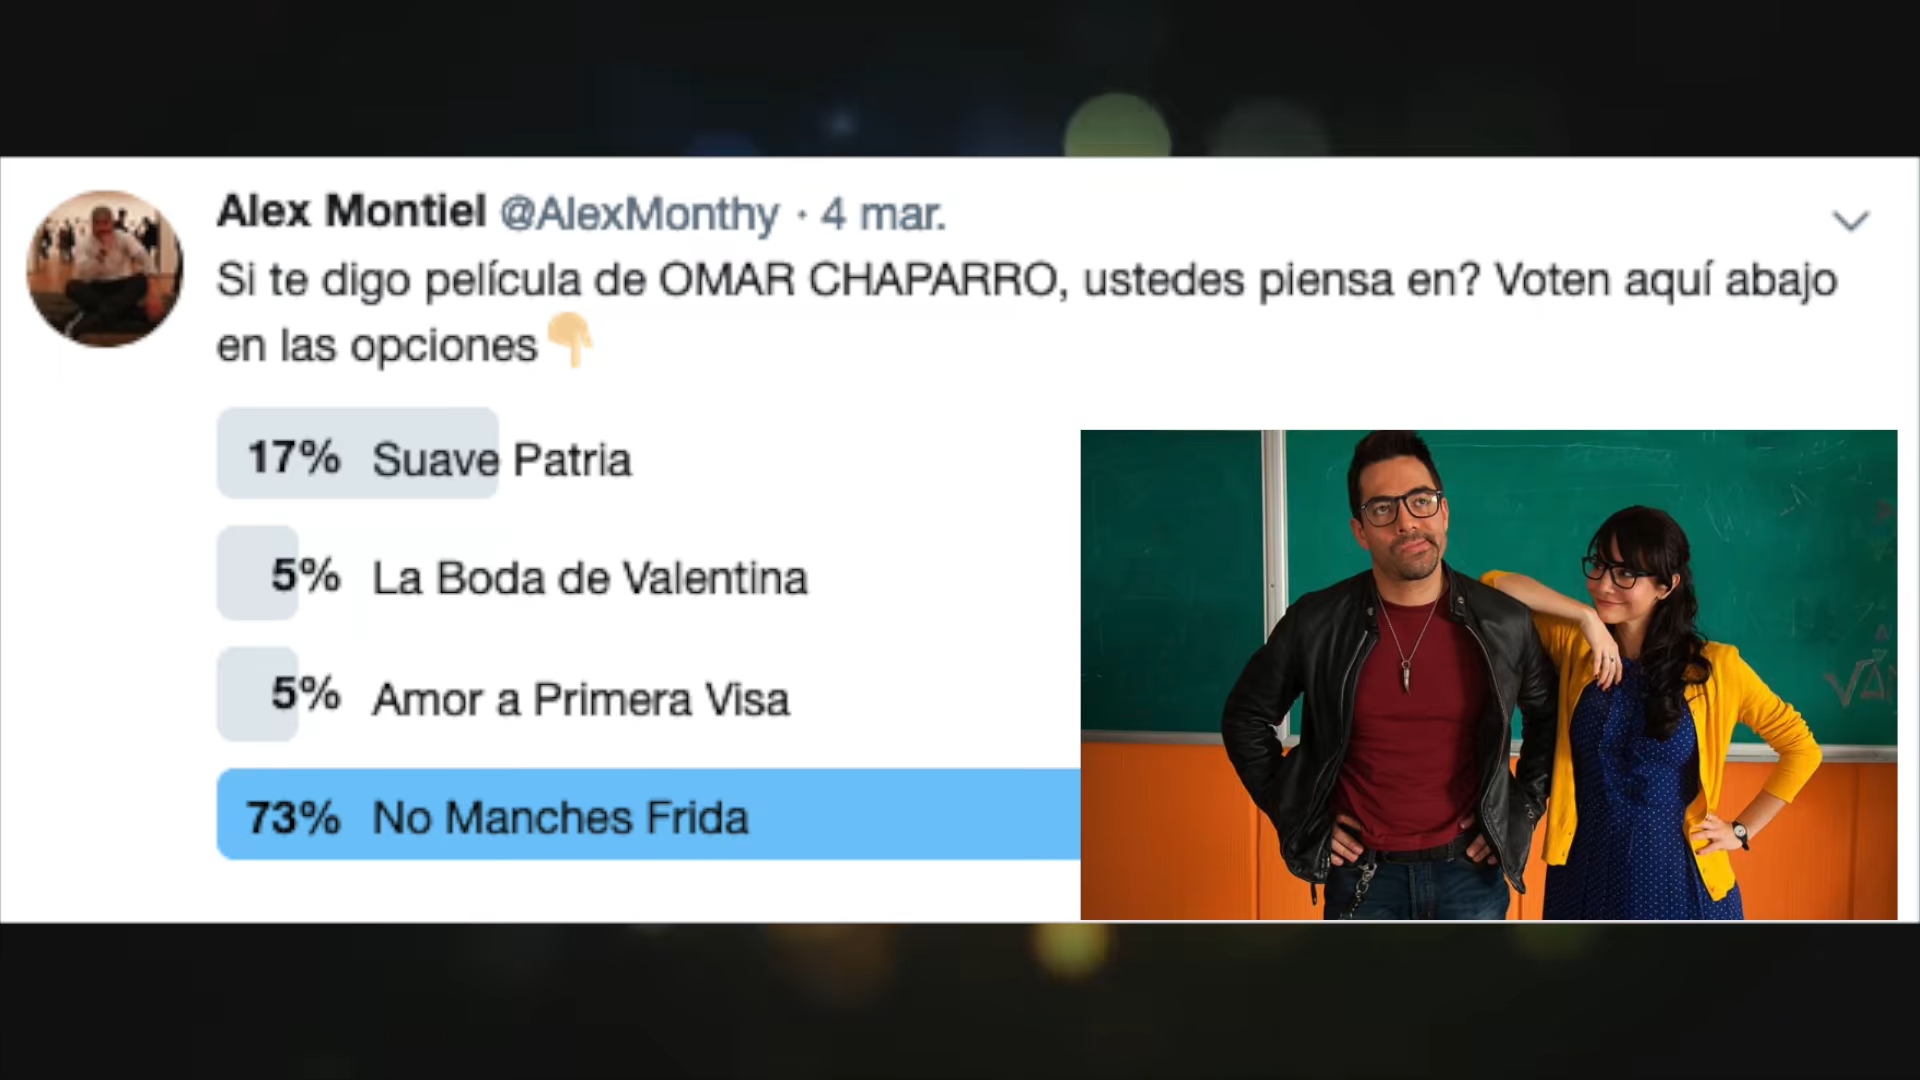 Alex Montiel @AlexMonthy · 4 mar.
Si te digo película de OMAR CHAPARRO, ustedes piensa en? Voten aquí abajo
en las opciones👇
17% Suave Patria
5% La Boda de Valentina
5% Amor a Primera Visa
73% No Manches Frida